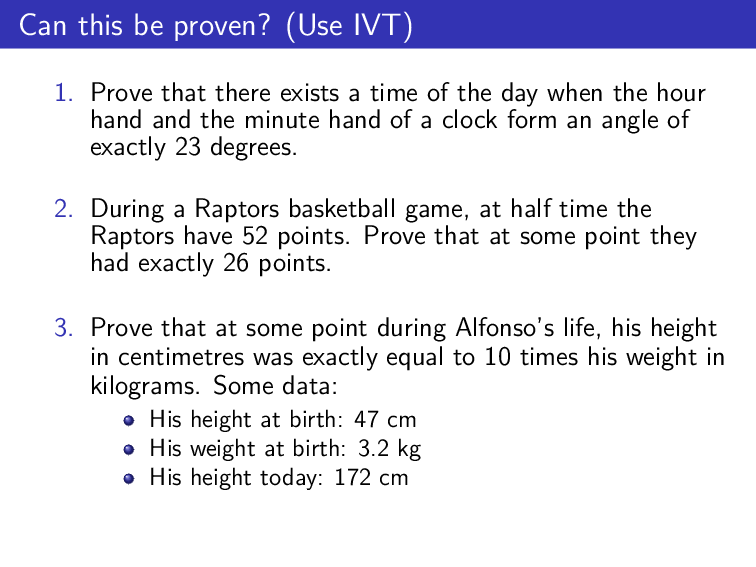 Can this be proven? (Use IVT)
1. Prove that there exists a time of the day when the hour
hand and the minute hand of a clock form an angle of
exactly 23 degrees.
2. During a Raptors basketball game, at half time the
Raptors have 52 points. Prove that at some point they
had exactly 26 points.
3. Prove that at some point during Alfonso's life, his height
in centimetres was exactly equal to 10 times his weight in
kilograms. Some data:
His height at birth: 47 cm
His weight at birth: 3.2 kg
His height today: 172 cm